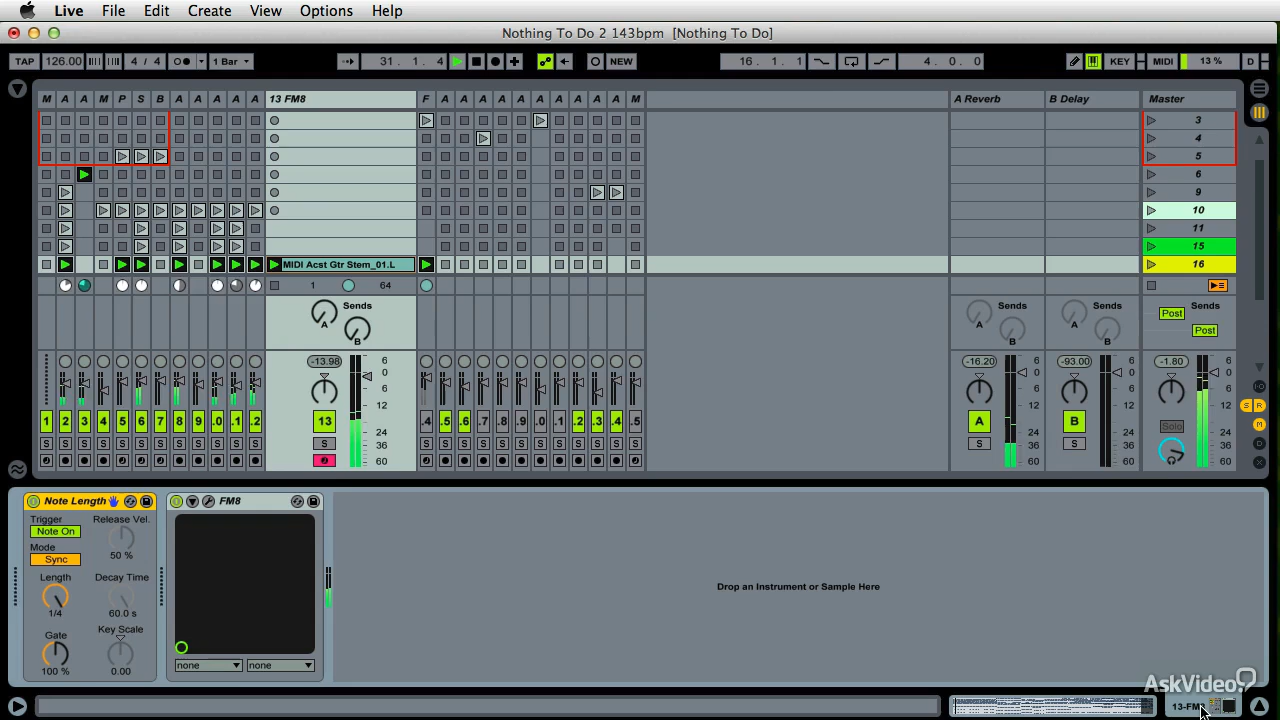 Live File Edit Create View Options Help
Nothing To Do 2 143bpm [Nothing To Do]
TAP 126.00 4 / 4 1 Bar 31. 1. 4 NEW 16. 1. 1 4. 0. 0 KEY MIDI 13 % D
M A A M P S B A A A A A 13 FM8 F A A A A A A A A A M A Reverb B Delay Master
3
4
5
6
9
10
11
15
MIDI Acst Gtr Stem_01.L 16
1 64
Sends Sends Sends Sends
A B A B A B Post Post
-13.98 -16.20 -93.00 -1.80
6 0 12 24 36 60
1 2 3 4 5 6 7 8 9 .0 .1 .2 13 .4 .5 .6 .7 .8 .9 .0 .1 .2 .3 .4 .5 A B Solo
S S S S S S S S S S S S S S S S S S S S S S S S S S
Note Length FM8
Trigger Release Vel.
Note On
Mode 50 %
Sync
Length Decay Time
1/4 60.0 s
Gate Key Scale
100 % 0.00
none none
Drop an Instrument or Sample Here
AskVideo
13-FM